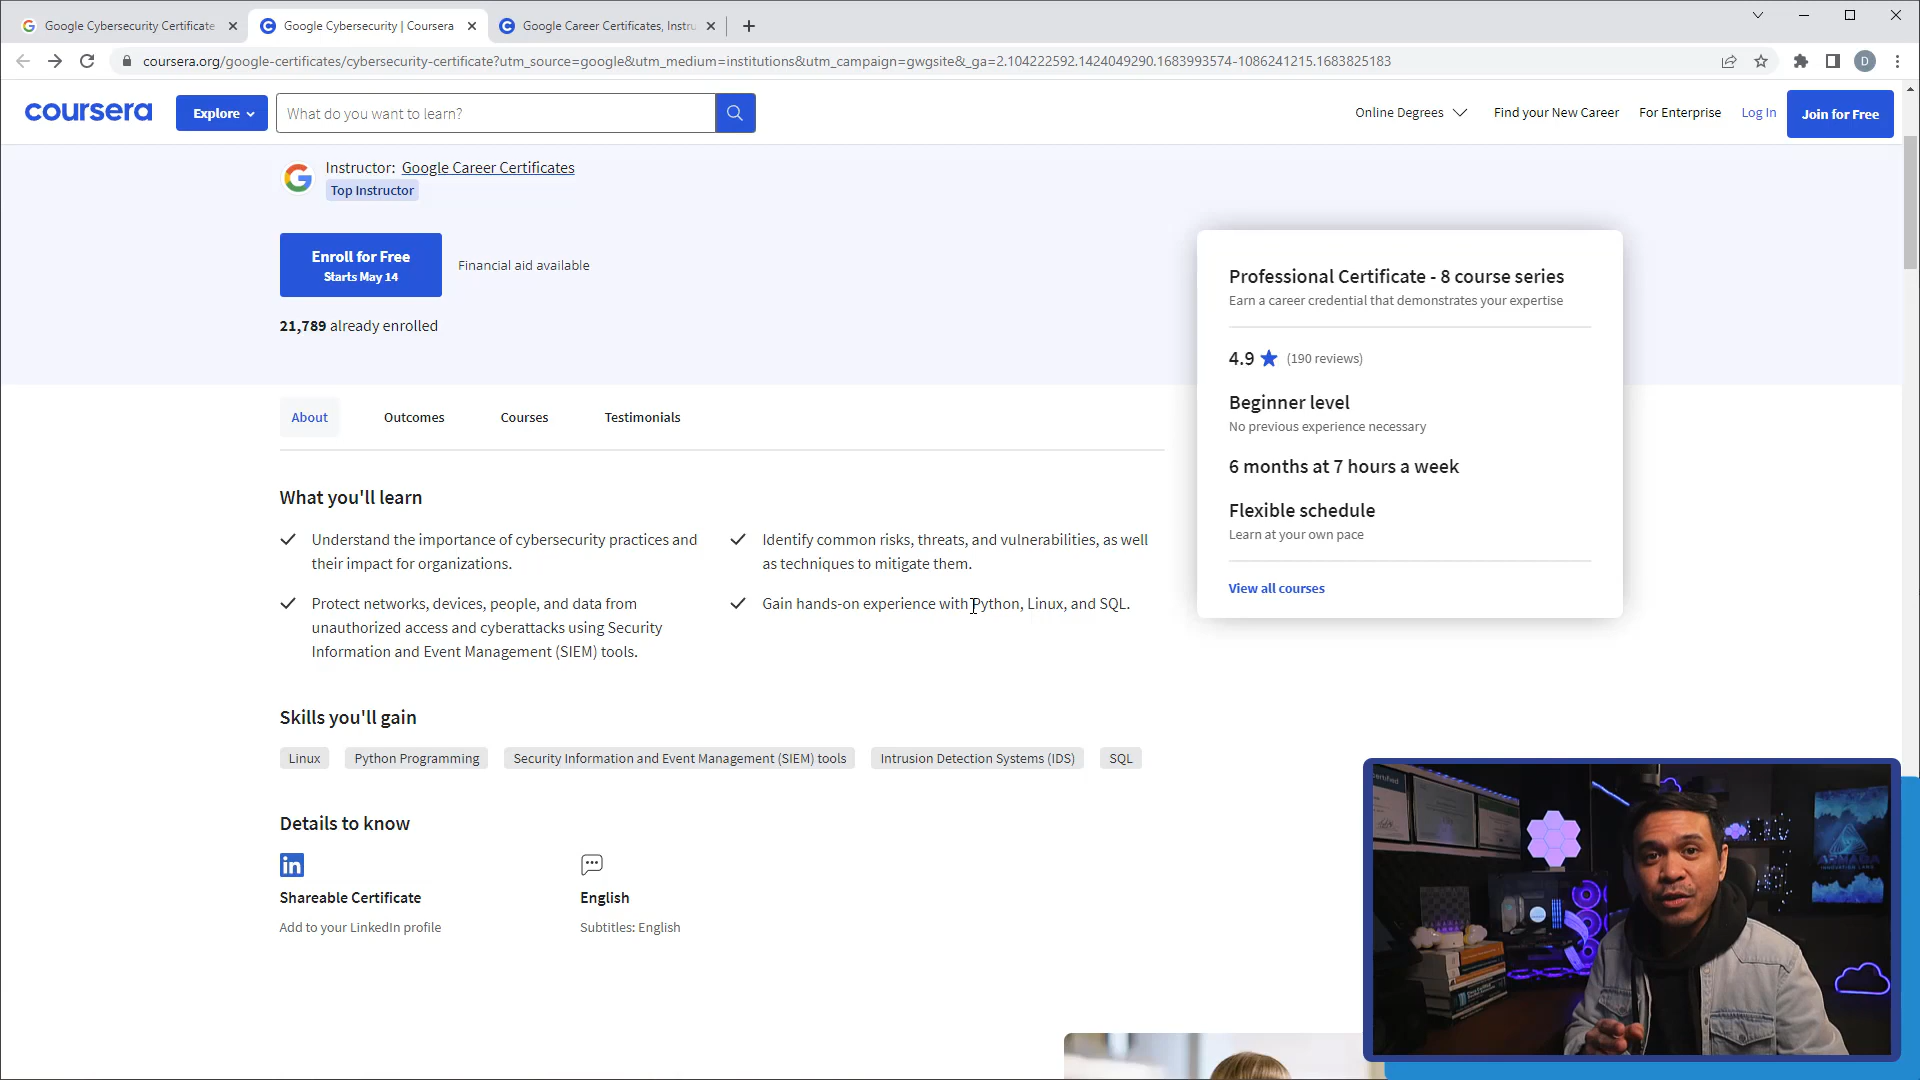 Google Cybersecurity Certificate
Google Cybersecurity | Coursera
Google Career Certificates, Instru
coursera.org/google-certificates/cybersecurity-certificate?utm_source=google&utm_medium=institutions&utm_campaign=gwgsite&_ga=2.104222592.1424049290.1683993574-1086241215.1683825183
D
coursera
Explore
What do you want to learn?
Online Degrees
Find your New Career
For Enterprise
Log In
Join for Free
Instructor: Google Career Certificates
Top Instructor
Enroll for Free
Starts May 14
Financial aid available
21,789 already enrolled
Professional Certificate - 8 course series
Earn a career credential that demonstrates your expertise
4.9 (190 reviews)
Beginner level
No previous experience necessary
6 months at 7 hours a week
Flexible schedule
Learn at your own pace
View all courses
About
Outcomes
Courses
Testimonials
What you'll learn
Understand the importance of cybersecurity practices and
their impact for organizations.
Identify common risks, threats, and vulnerabilities, as well
as techniques to mitigate them.
Protect networks, devices, people, and data from
unauthorized access and cyberattacks using Security
Information and Event Management (SIEM) tools.
Gain hands-on experience with Python, Linux, and SQL.
Skills you'll gain
Linux
Python Programming
Security Information and Event Management (SIEM) tools
Intrusion Detection Systems (IDS)
SQL
Details to know
in
Shareable Certificate
Add to your LinkedIn profile
English
Subtitles: English